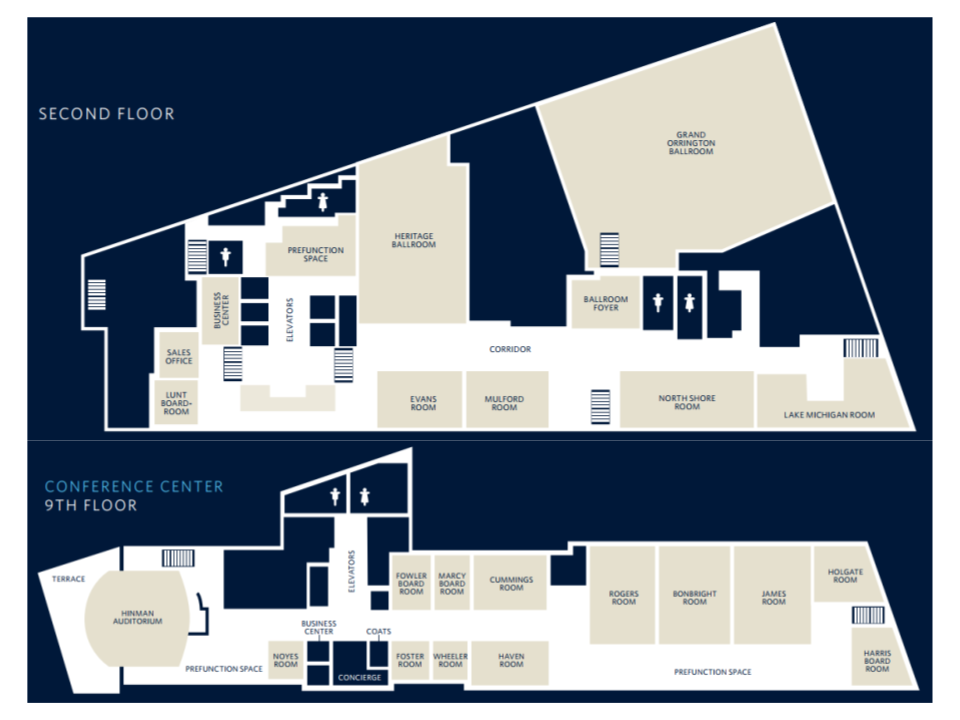 SECOND FLOOR
GRAND
ORRINGTON
BALLROOM
HERITAGE
BALLROOM
PREFUNCTION
SPACE
BUSINESS
CENTER
ELEVATORS
BALLROOM
FOYER
SALES
OFFICE
CORRIDOR
LUNT
BOARD-
ROOM
EVANS
ROOM
MULFORD
ROOM
NORTH SHORE
ROOM
LAKE MICHIGAN ROOM
CONFERENCE CENTER
9TH FLOOR
TERRACE
HINMAN
AUDITORIUM
ELEVATORS
FOWLER
BOARD
ROOM
MARCY
BOARD
ROOM
CUMMINGS
ROOM
ROGERS
ROOM
BONBRIGHT
ROOM
JAMES
ROOM
HOLGATE
ROOM
BUSINESS
CENTER
COATS
PREFUNCTION SPACE
NOYES
ROOM
CONCIERGE
FOSTER
ROOM
WHEELER
ROOM
HAVEN
ROOM
PREFUNCTION SPACE
HARRIS
BOARD
ROOM